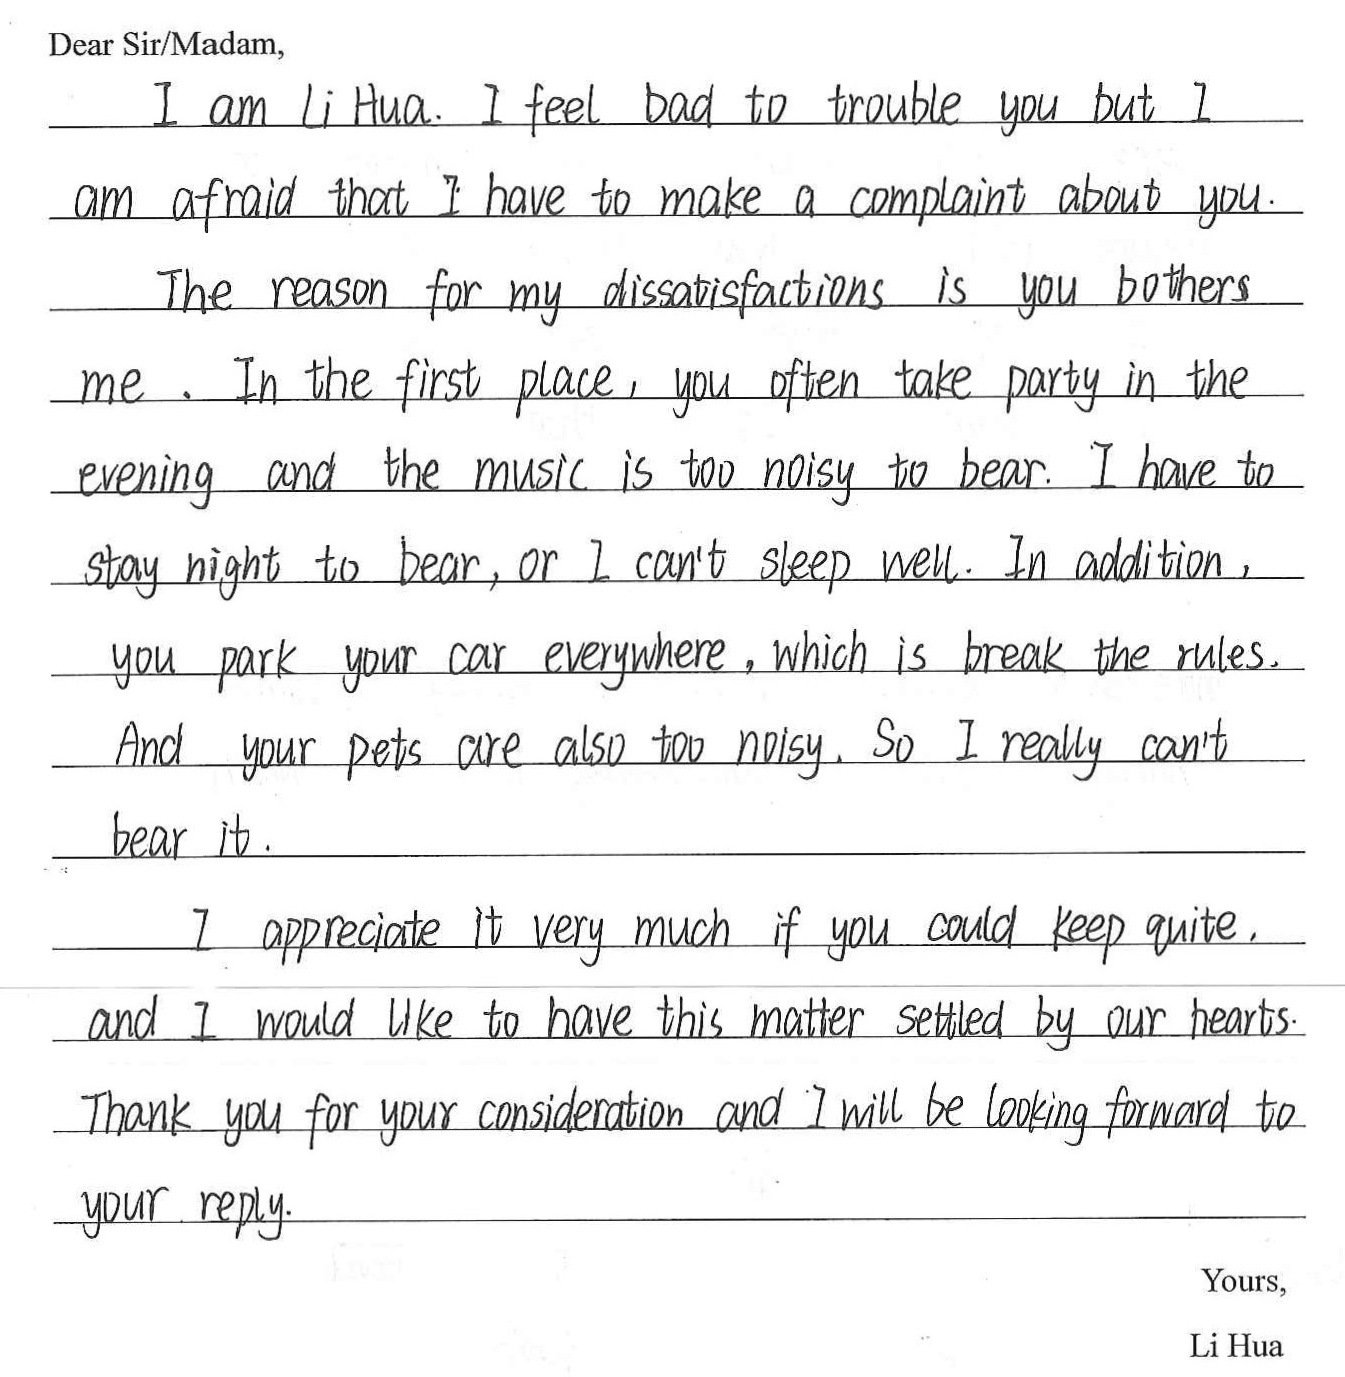 Dear Sir/Madam,
I am Li Hua. I feel bad to trouble you but I
am afraid that I have to make a complaint about you.
The reason for my dissatisfactions is you bothers
me. In the first place, you often take party in the
evening and the music is too noisy to bear. I have to
stay night to bear, or I can't sleep well. In addition,
you park your car everywhere, which is break the rules.
And your pets are also too noisy. So I really can't
bear it.
I appreciate it very much if you could keep quite,
and I would like to have this matter settled by our hearts.
Thank you for your consideration and I will be looking forward to
your reply.
Yours,
Li Hua